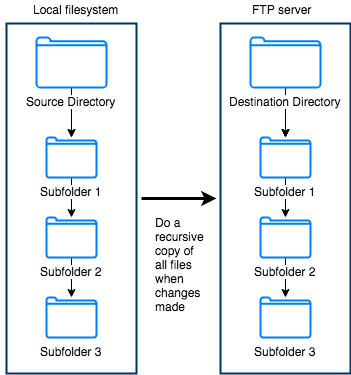 Local filesystem
FTP server
Source Directory
Destination Directory
Subfolder 1
Subfolder 1
Do a
recursive
copy of
all files
when
changes
made
Subfolder 2
Subfolder 2
Subfolder 3
Subfolder 3